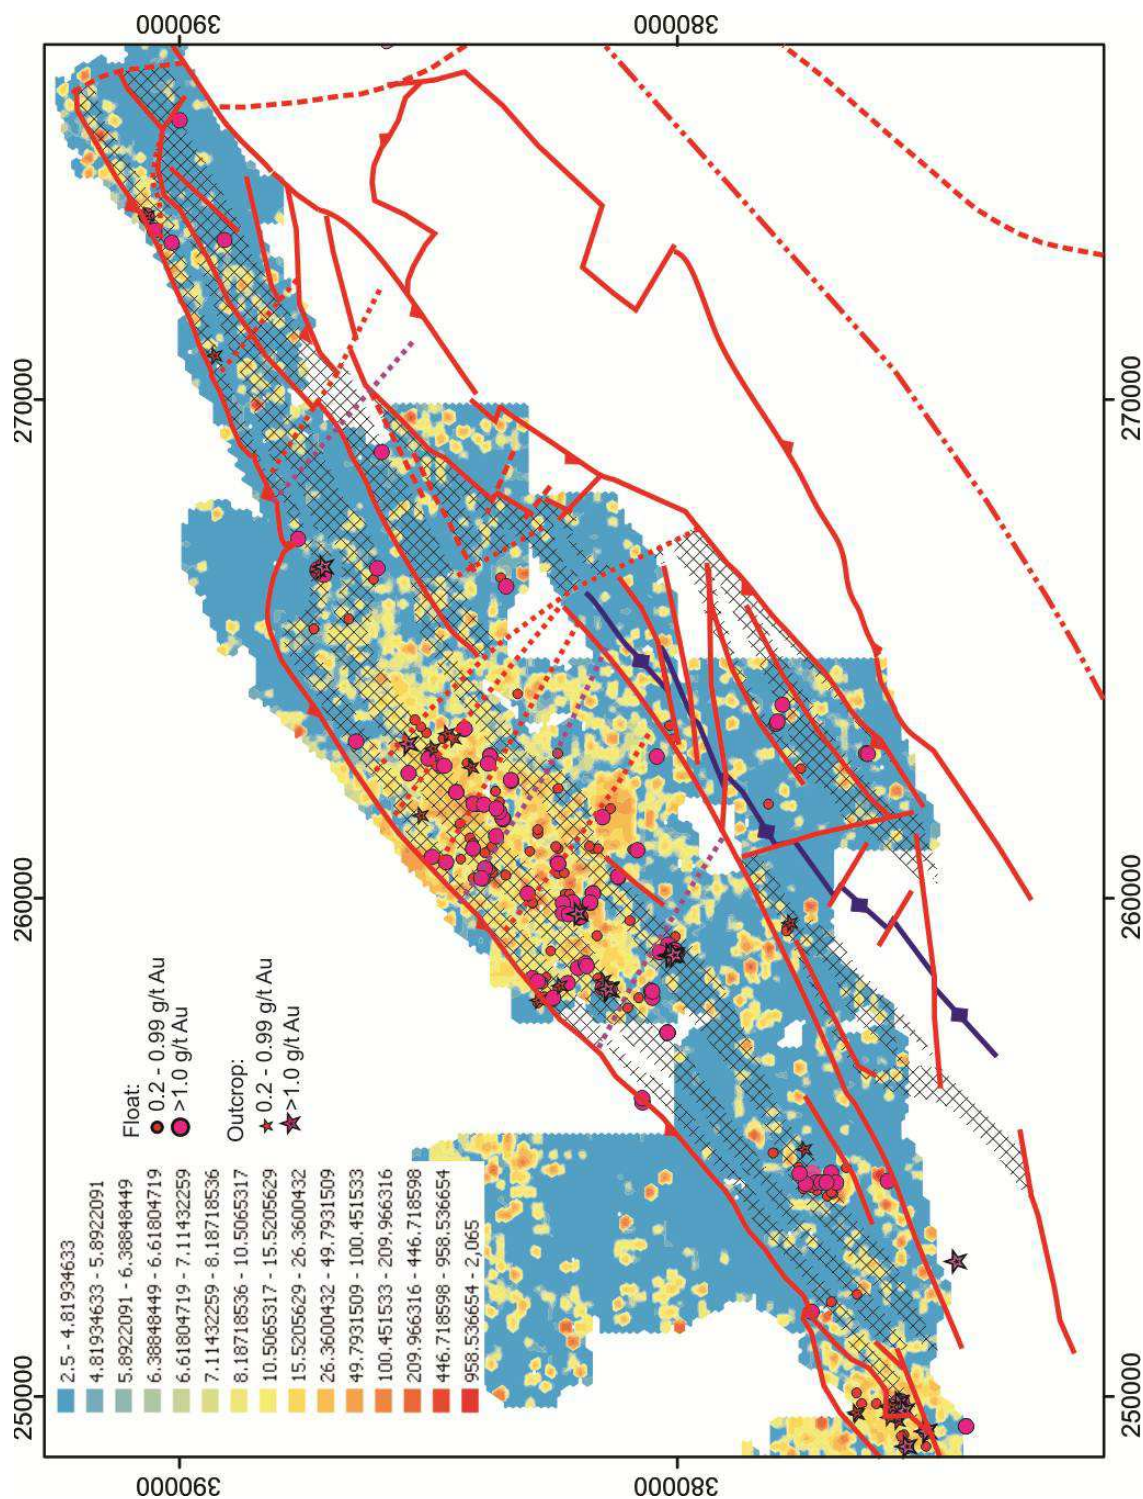 390000
380000
270000
270000
260000
260000
250000
250000
390000
380000
2.5 - 4.81934633
4.81934633 - 5.8922091
5.89220091 - 6.38848449
6.38848449 - 6.61804719
6.61804719 - 7.11432259
7.11432259 - 8.18718536
8.18718536 - 10.5065317
10.5065317 - 15.5205629
15.5205629 - 26.3600432
26.3600432 - 49.7931509
49.7931509 - 100.451533
100.451533 - 209.966316
209.966316 - 446.718598
446.718598 - 958.536654
958.536654 - 2,065
Float:
0.2 - 0.99 g/t Au
>1.0 g/t Au
Outcrop:
0.2 - 0.99 g/t Au
>1.0 g/t Au